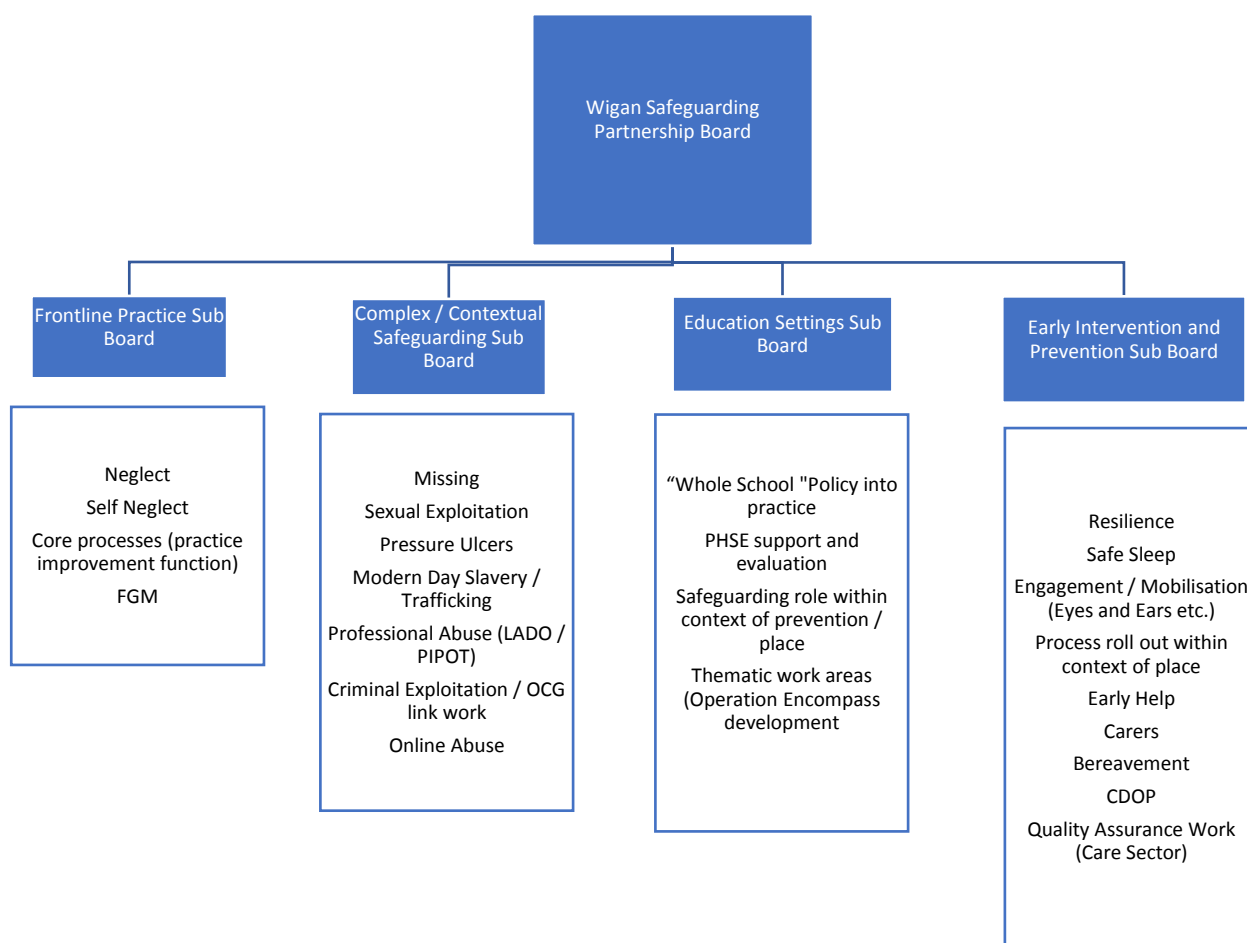 Wigan Safeguarding
Partnership Board
Frontline Practice Sub
Board
Complex / Contextual
Safeguarding Sub
Board
Education Settings Sub
Board
Early Intervention and
Prevention Sub Board
Neglect
Self Neglect
Core processes (practice
improvement function)
FGM
Missing
Sexual Exploitation
Pressure Ulcers
Modern Day Slavery /
Trafficking
Professional Abuse (LADO /
PIPOT)
Criminal Exploitation / OCG
link work
Online Abuse
“Whole School "Policy into
practice
PHSE support and
evaluation
Safeguarding role within
context of prevention /
place
Thematic work areas
(Operation Encompass
development
Resilience
Safe Sleep
Engagement / Mobilisation
(Eyes and Ears etc.)
Process roll out within
context of place
Early Help
Carers
Bereavement
CDOP
Quality Assurance Work
(Care Sector)